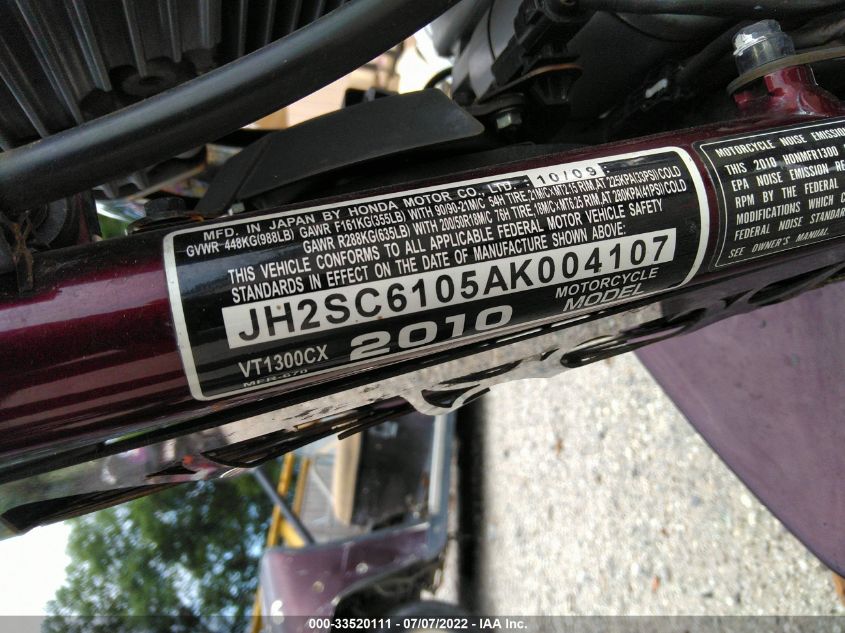 MFD. IN JAPAN BY HONDA MOTOR CO., LTD. 10/09
GVWR 448KG(988LB) GAWR F161KG(355LB) WITH 90/90-21M/C 54H TIRE, 21M/C×MT2.15 RIM, AT 225KPA(33PSI)COLD
GAWR R288KG(635LB) WITH 200/50R18M/C 76H TIRE, 18M/C×MT6.25 RIM, AT 280KPA(41PSI)COLD
THIS VEHICLE CONFORMS TO ALL APPLICABLE FEDERAL MOTOR VEHICLE SAFETY
STANDARDS IN EFFECT ON THE DATE OF MANUFACTURE SHOWN ABOVE:
JH2SC6105AK004107
VT1300CX 2010 MOTORCYCLE
MODEL
MFR-670
MOTORCYCLE NOISE EMISSION
THIS 2010 HONMFR1300
EPA NOISE EMISSION RE
RPM BY THE FEDERAL
MODIFICATIONS WHICH
FEDERAL NOISE STANDAR
SEE OWNER'S MANUAL.
000-33520111 - 07/07/2022 - IAA Inc.